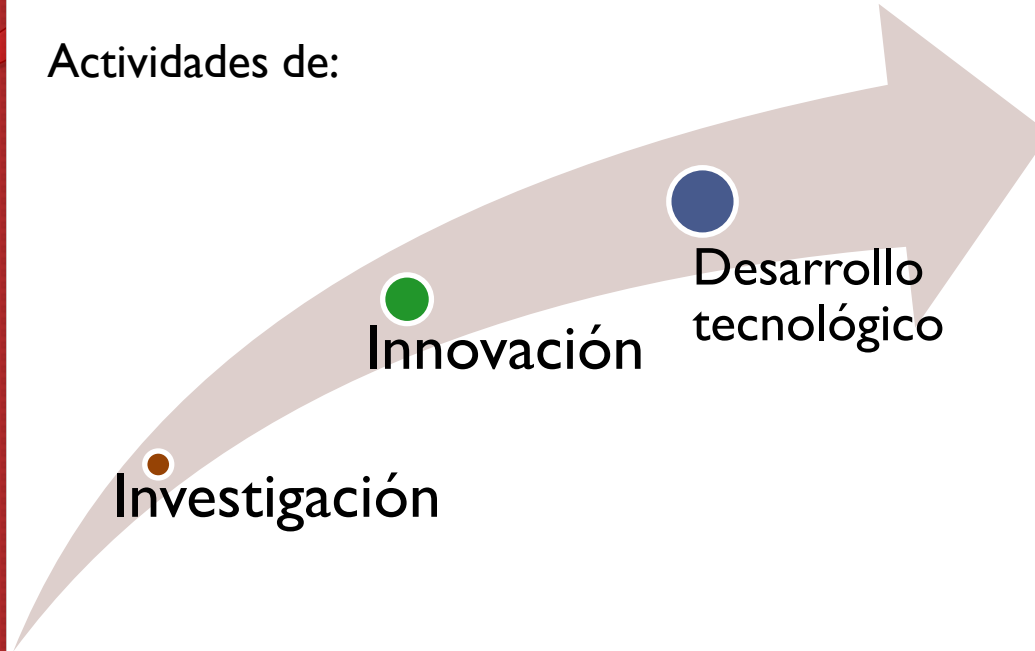 Actividades de:
Desarrollo
tecnológico
Innovación
Investigación